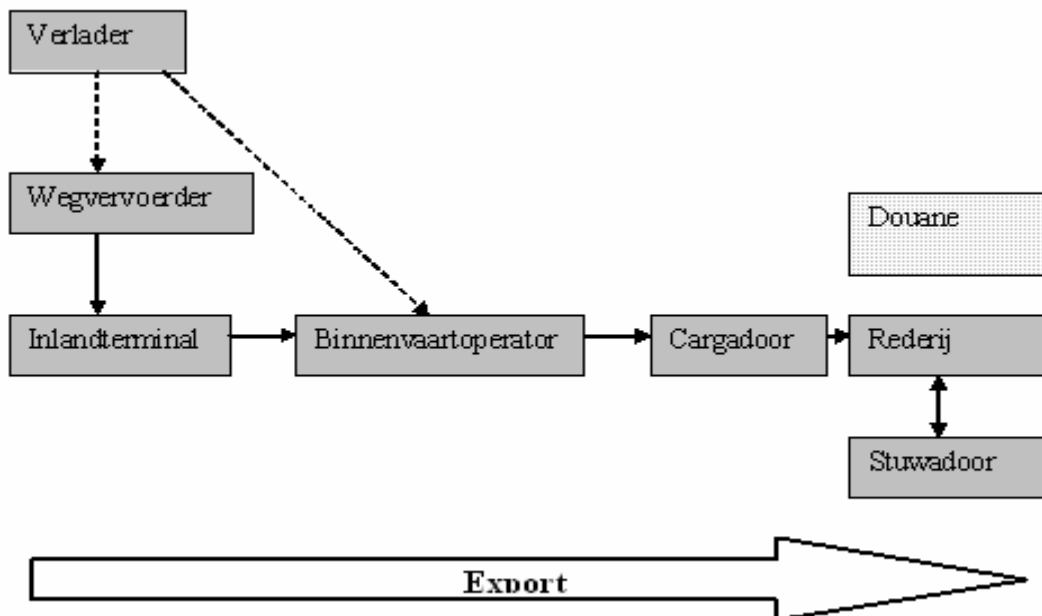 Verlader
Wegvervoerder
Douane
Inlandterminal
Binnenvaartoperator
Cargadoor
Rederij
Stuwadoor
Export